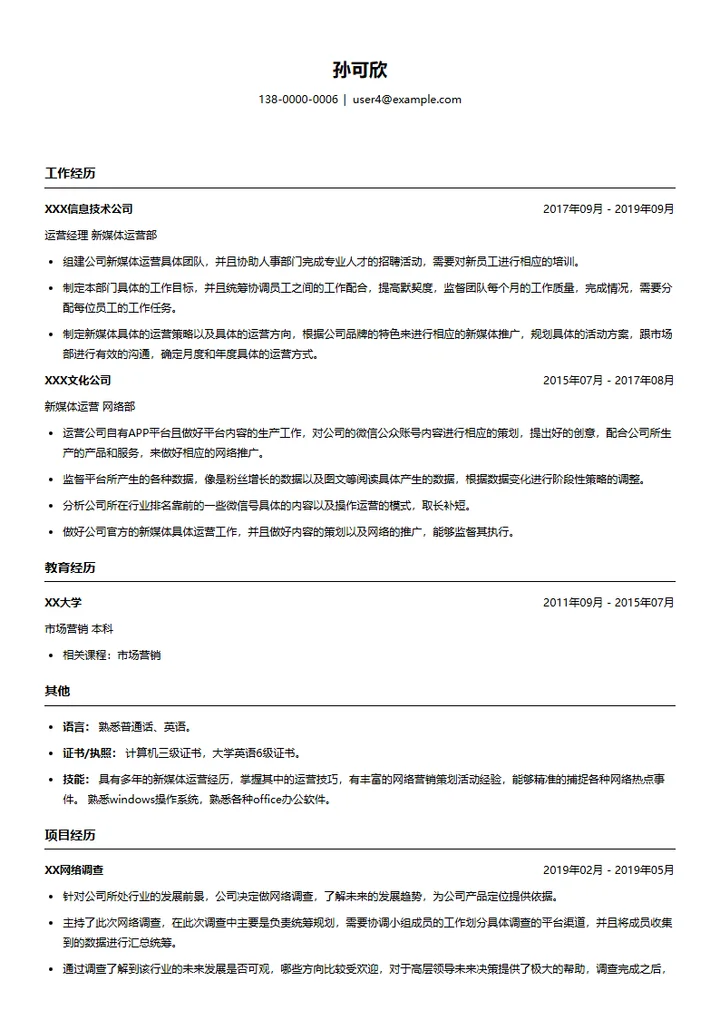 孙可欣
138-0000-0006 | user4@example.com
工作经历
XXX信息技术公司 2017年09月 - 2019年09月
运营经理 新媒体运营部
• 组建公司新媒体运营具体团队，并且协助人事部门完成专业人才的招聘活动，需要对新员工进行相应的培训。
• 制定本部门具体的工作目标，并且统筹协调员工之间的工作配合，提高默契度，监督团队每个月的工作质量，完成情况，需要分
配每位员工的工作任务。
• 制定新媒体具体的运营策略以及具体的运营方向，根据公司品牌的特色来进行相应的新媒体推广，规划具体的活动方案，跟市场
部进行有效的沟通，确定月度和年度具体的运营方式。
XXX文化公司 2015年07月 - 2017年08月
新媒体运营 网络部
• 运营公司自有APP平台且做好平台内容的生产工作，对公司的微信公众账号内容进行相应的策划，提出好的创意，配合公司所生
产的产品和服务，来做好相应的网络推广。
• 监督平台所产生的各种数据，像是粉丝增长的数据以及图文等阅读具体产生的数据，根据数据变化进行阶段性策略的调整。
• 分析公司所在行业排名靠前的一些微信号具体的内容以及操作运营的模式，取长补短。
• 做好公司官方的新媒体具体运营工作，并且做好内容的策划以及网络的推广，能够监督其执行。
教育经历
XX大学 2011年09月 - 2015年07月
市场营销 本科
• 相关课程：市场营销
其他
• 语言： 熟悉普通话、英语。
• 证书/执照： 计算机三级证书，大学英语6级证书。
• 技能： 具有多年的新媒体运营经历，掌握其中的运营技巧，有丰富的网络营销策划活动经验，能够精准的捕捉各种网络热点事
件。 熟悉windows操作系统，熟悉各种office办公软件。
项目经历
XX网络调查 2019年02月 - 2019年05月
• 针对公司所处行业的发展前景，公司决定做网络调查，了解未来的发展趋势，为公司产品定位提供依据。
• 主持了此次网络调查，在此次调查中主要是负责统筹规划，需要协调小组成员的工作划分具体调查的平台渠道，并且将成员收集
到的数据进行汇总统筹。
• 通过调查了解到该行业的未来发展是否可观，哪些方向比较受欢迎，对于高层领导未来决策提供了极大的帮助，调查完成之后，